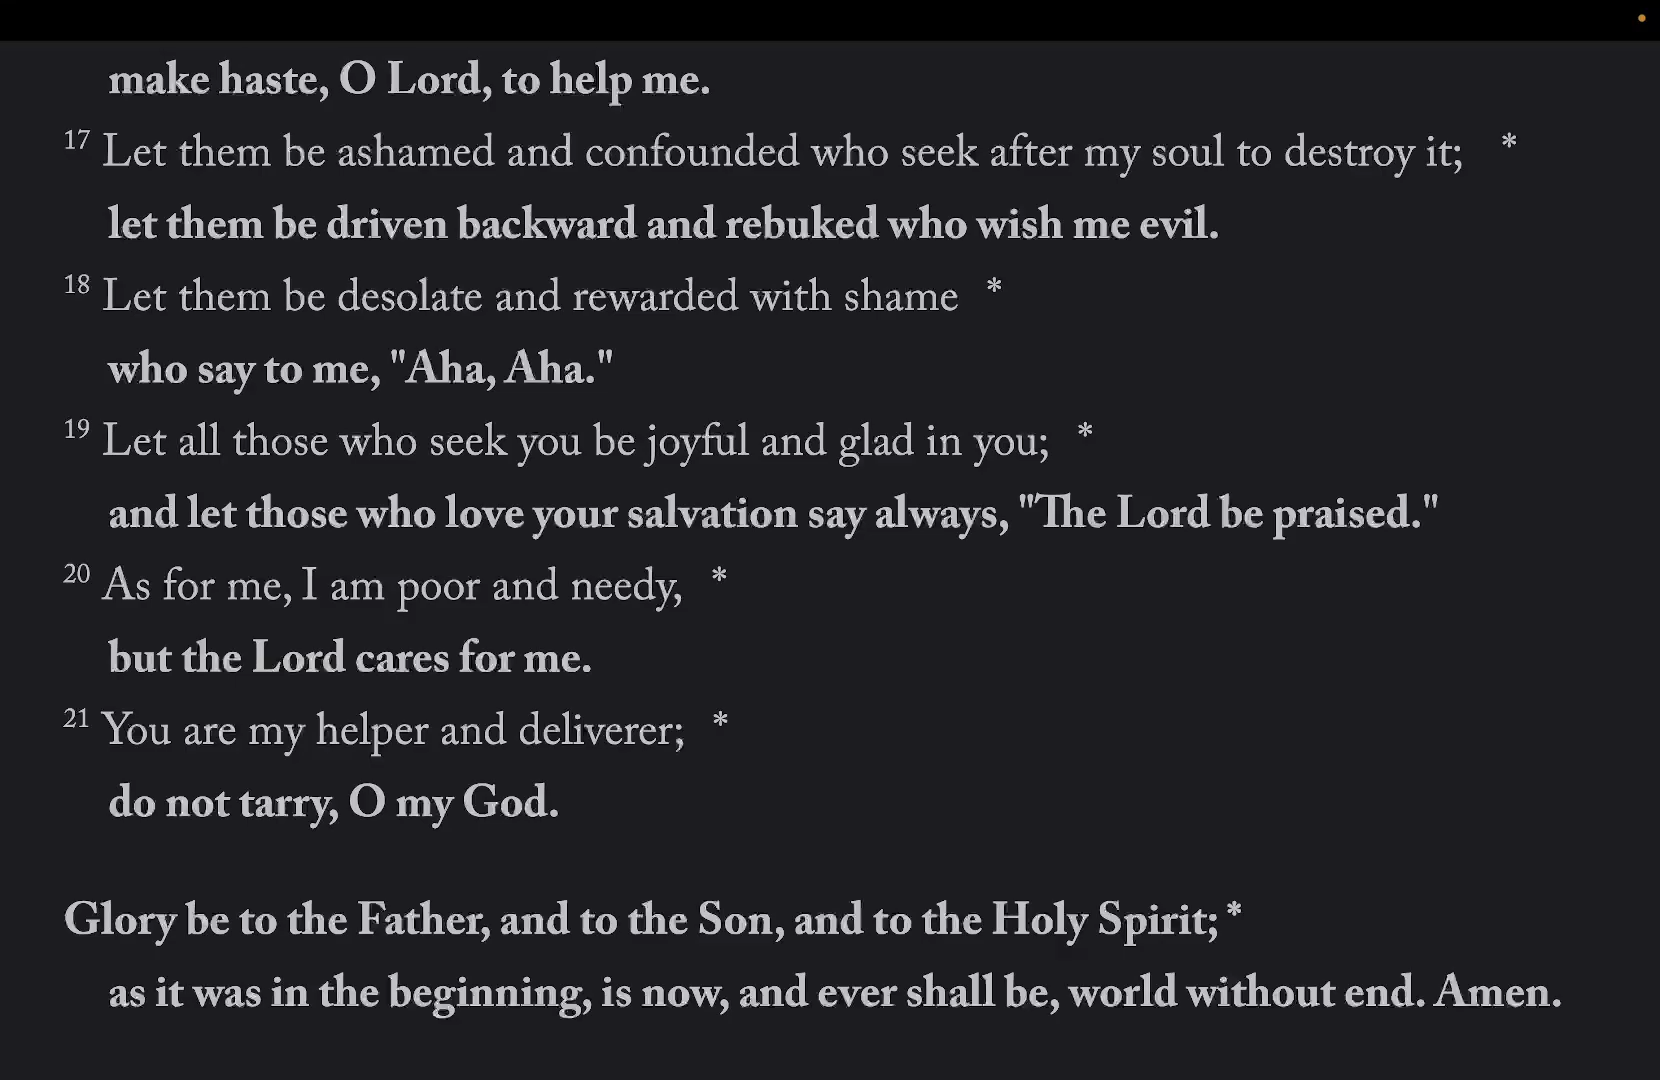 make haste, O Lord, to help me.
17 Let them be ashamed and confounded who seek after my soul to destroy it; *
let them be driven backward and rebuked who wish me evil.
18 Let them be desolate and rewarded with shame *
who say to me, "Aha, Aha."
19 Let all those who seek you be joyful and glad in you; *
and let those who love your salvation say always, "The Lord be praised."
20 As for me, I am poor and needy, *
but the Lord cares for me.
21 You are my helper and deliverer; *
do not tarry, O my God.
Glory be to the Father, and to the Son, and to the Holy Spirit; *
as it was in the beginning, is now, and ever shall be, world without end. Amen.